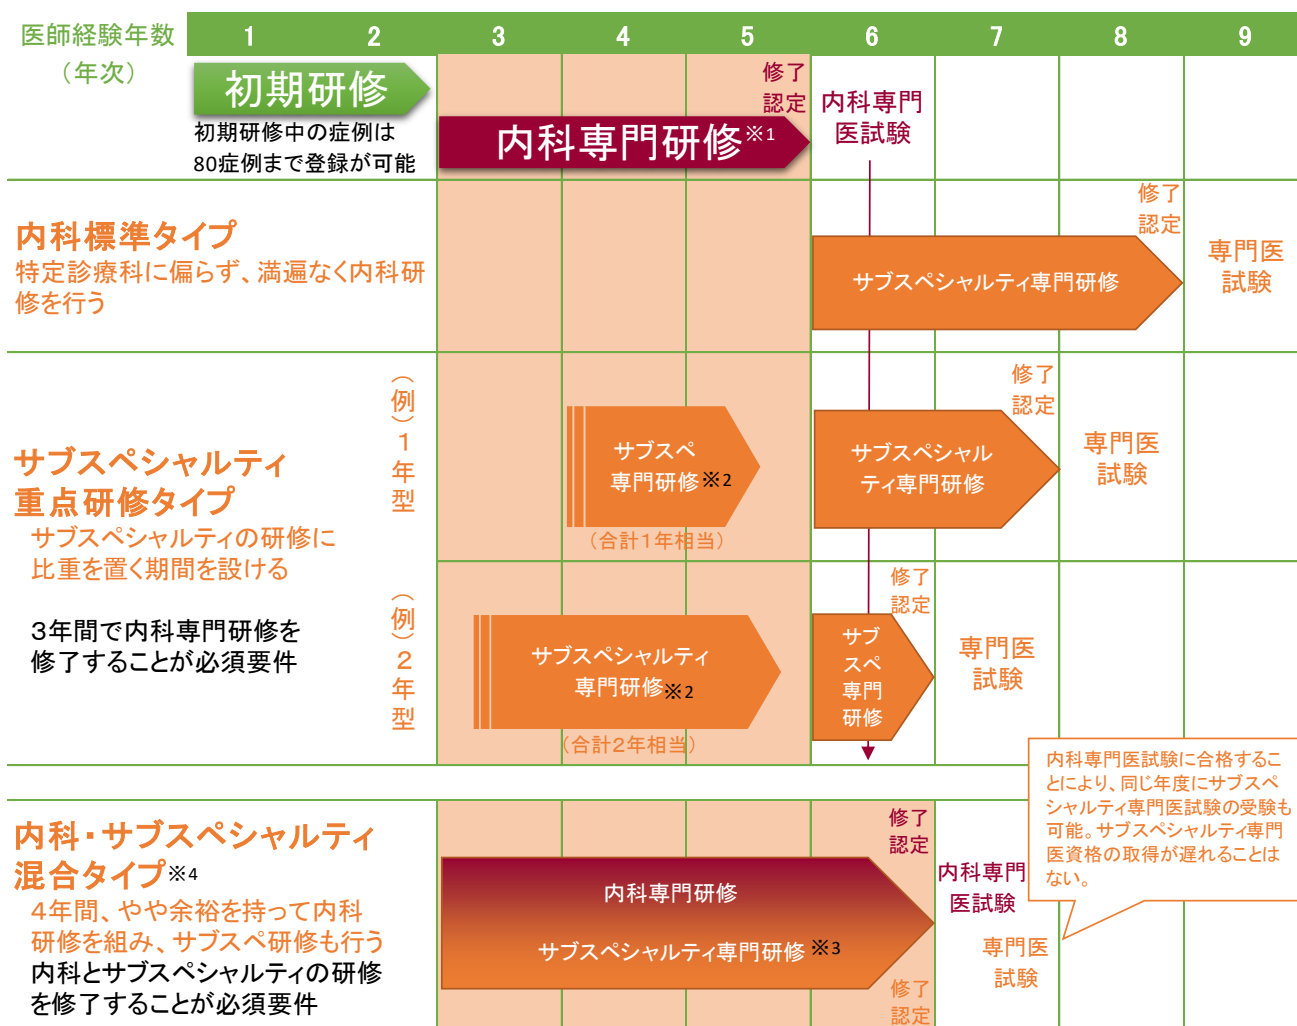 医師経験年数
（年次）
1 2 3 4 5 6 7 8 9
初期研修
初期研修中の症例は
80症例まで登録が可能
修了
認定
内科専門研修※1
内科専門
医試験
内科標準タイプ
特定診療科に偏らず、満遍なく内科研
修を行う
修了
認定
サブスペシャルティ専門研修
専門医
試験
サブスペシャルティ
重点研修タイプ
サブスペシャルティの研修に
比重を置く期間を設ける
3年間で内科専門研修を
修了することが必須要件
（例）1年型
サブスペ
専門研修※2
（合計1年相当）
修了
認定
サブスペシャル
ティ専門研修
専門医
試験
（例）2年型
サブスペシャルティ
専門研修※2
（合計2年相当）
修了
認定
サブ
スペ
専門
研修
専門医
試験
内科専門医試験に合格するこ
とにより、同じ年度にサブスペ
シャルティ専門医試験の受験も
可能。サブスペシャルティ専門
医資格の取得が遅れることは
ない。
内科・サブスペシャルティ
混合タイプ※4
4年間、やや余裕を持って内科
研修を組み、サブスペ研修も行う
内科とサブスペシャルティの研修
を修了することが必須要件
修了
認定
内科専門研修
サブスペシャルティ専門研修※3
修了
認定
内科専門
医試験
専門医
試験